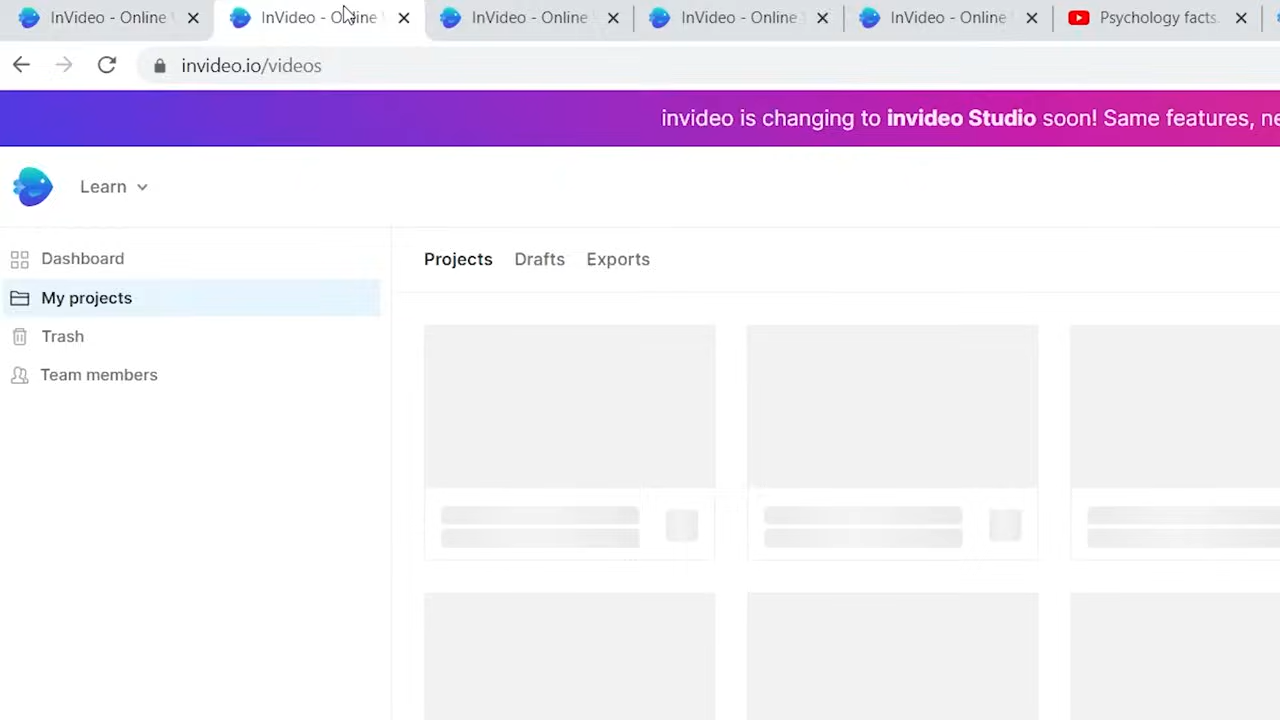 InVideo - Online
InVideo - Online
InVideo - Online
InVideo - Online
InVideo - Online
Psychology facts.
invideo.io/videos
invideo is changing to invideo Studio soon! Same features, ne
Learn
Dashboard
My projects
Trash
Team members
Projects Drafts Exports